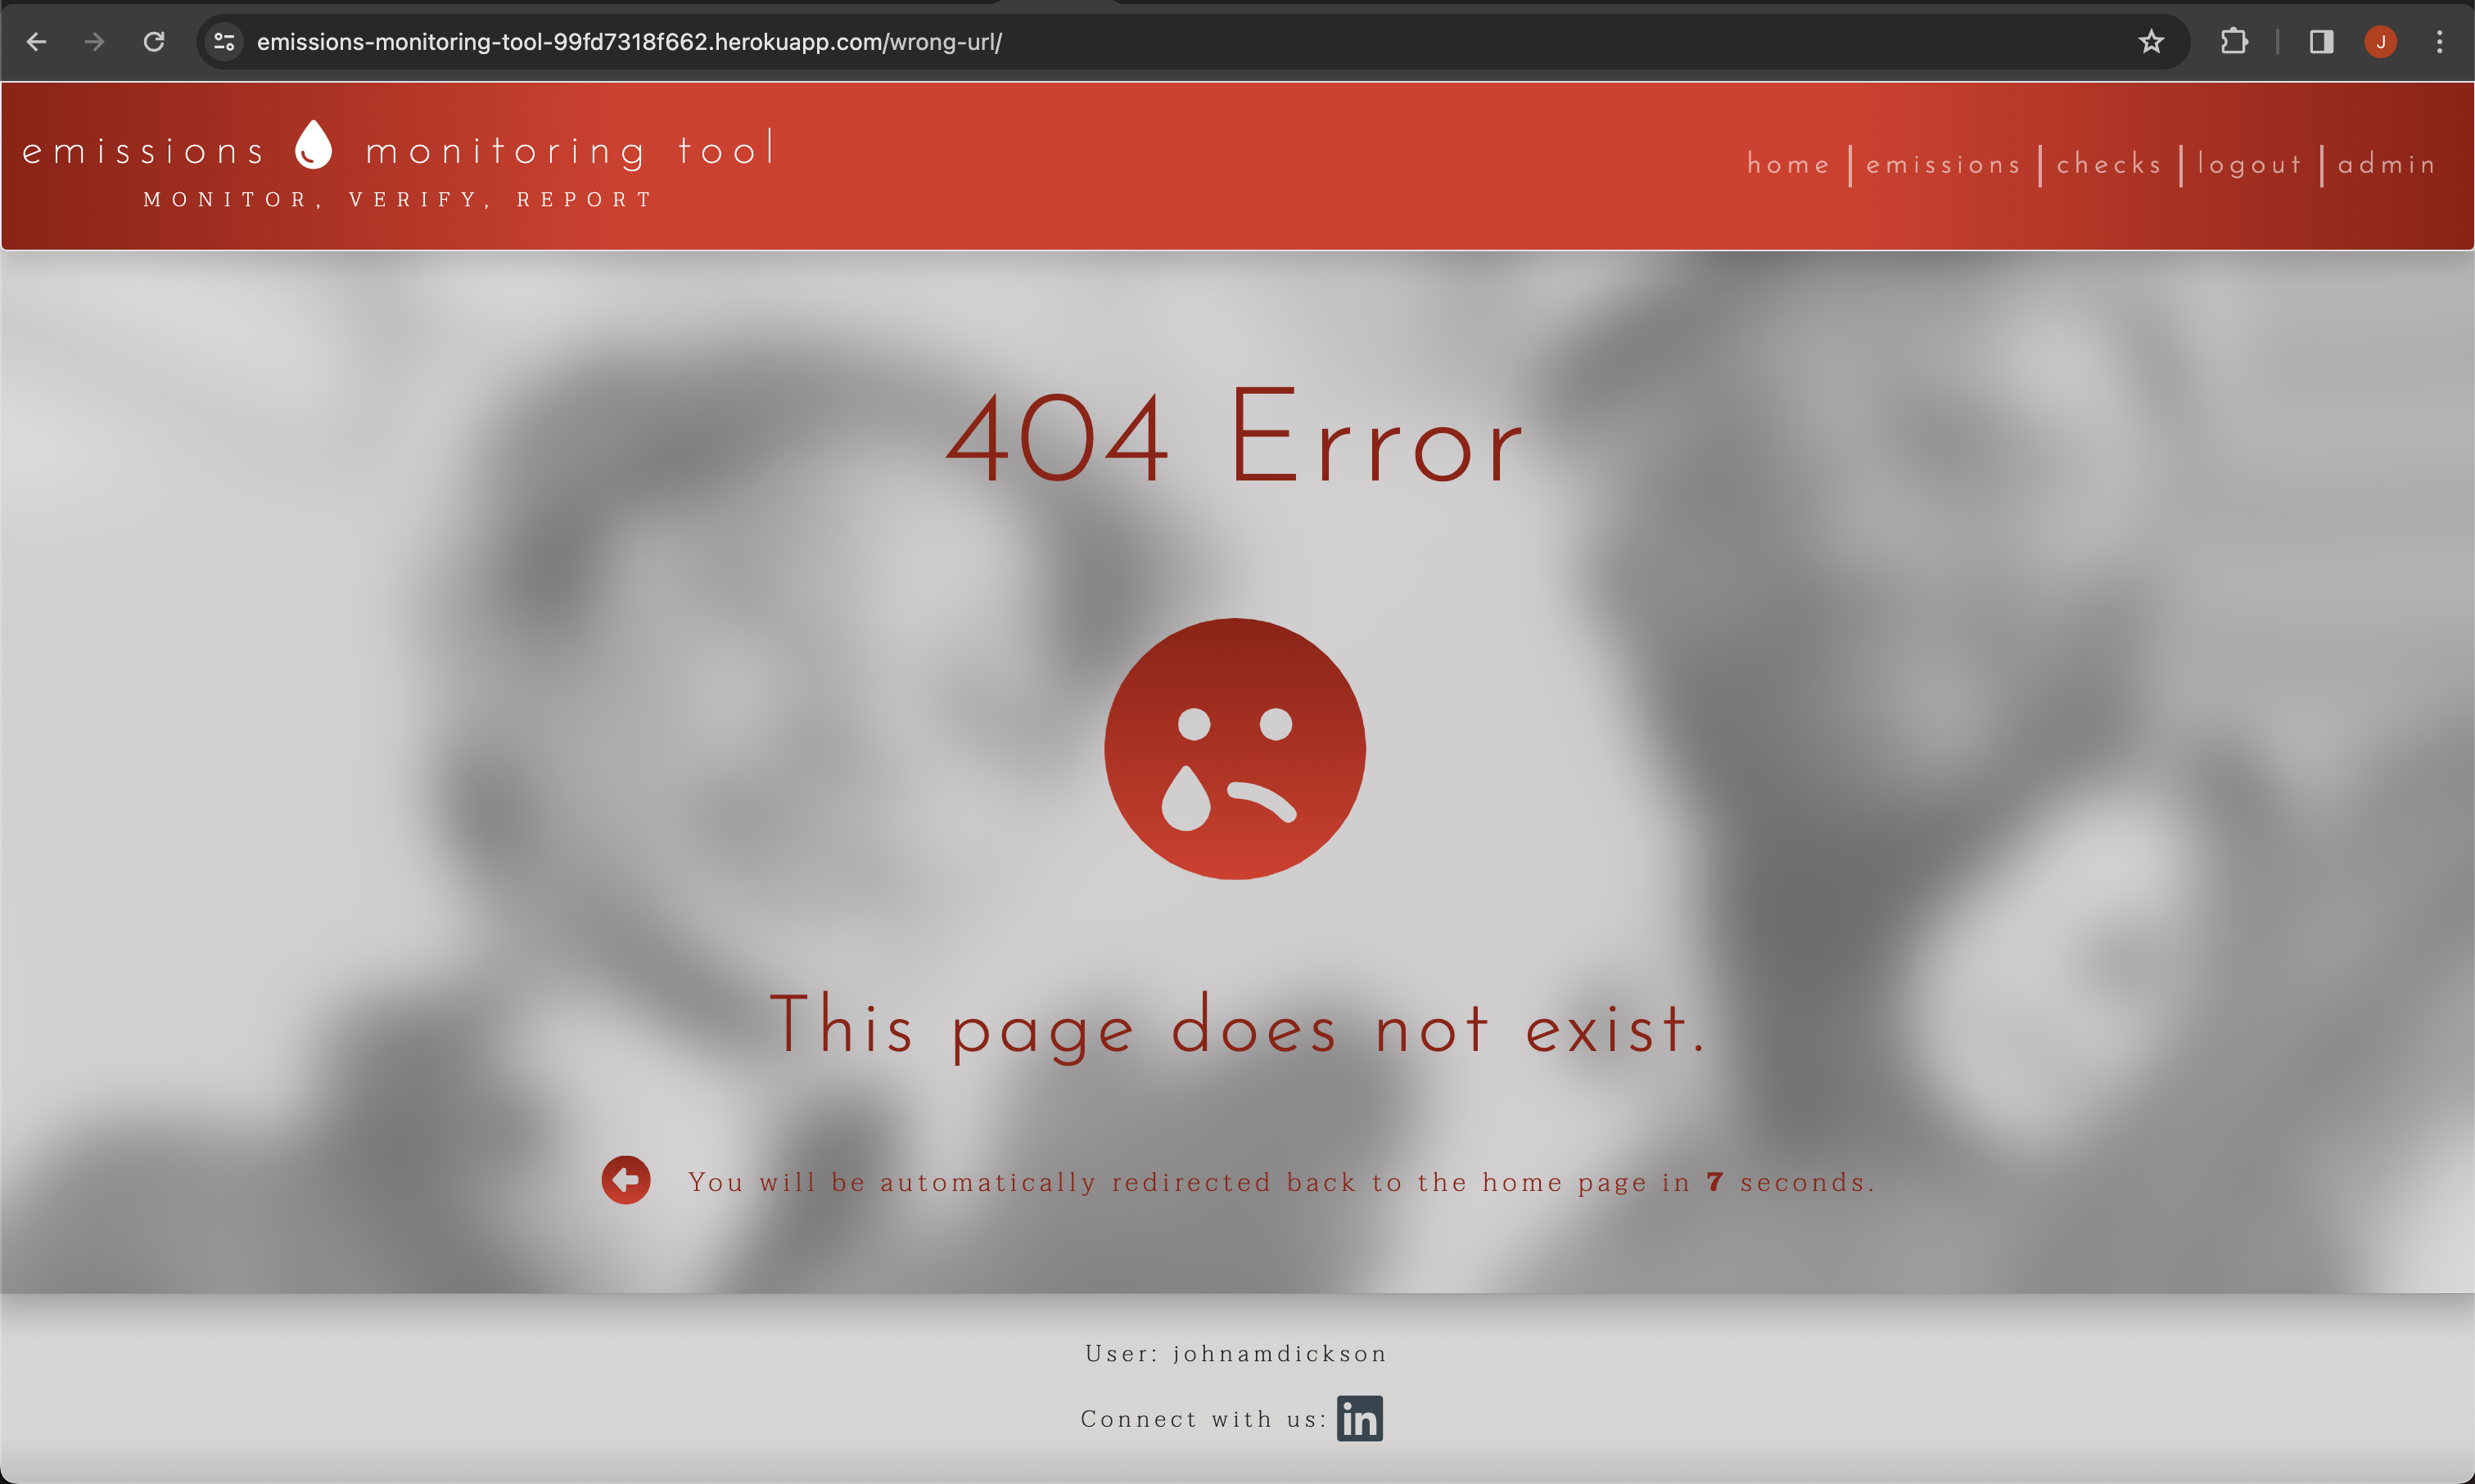 emissions-monitoring-tool-99fd7318f662.herokuapp.com/wrong-url/
J
emissions monitoring tool
MONITOR, VERIFY, REPORT
home | emissions | checks | logout | admin
404 Error
This page does not exist.
You will be automatically redirected back to the home page in 7 seconds.
User: johnamdickson
Connect with us: in